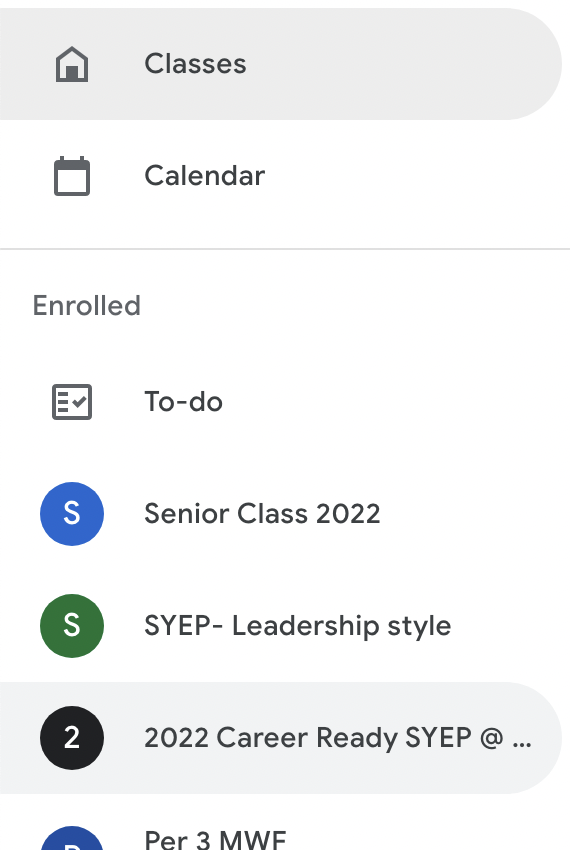 Classes
Calendar
Enrolled
To-do
S Senior Class 2022
S SYEP- Leadership style
2 2022 Career Ready SYEP @ ...
Per 3 MWF